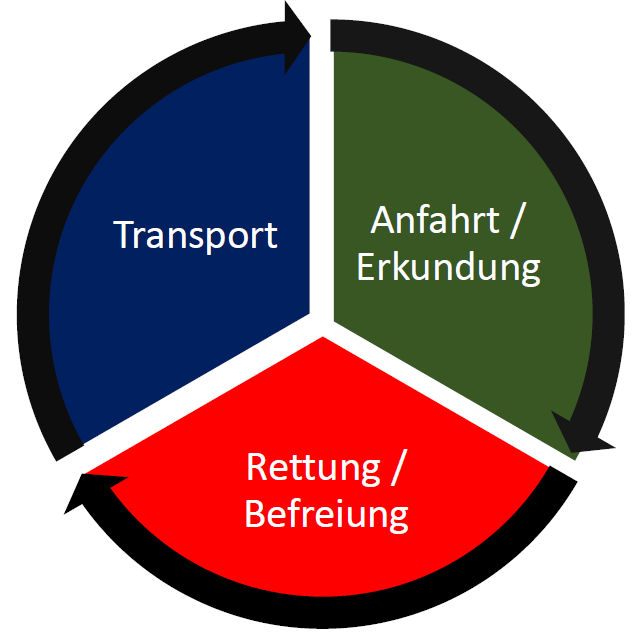 Transport
Anfahrt /
Erkundung
Rettung /
Befreiung